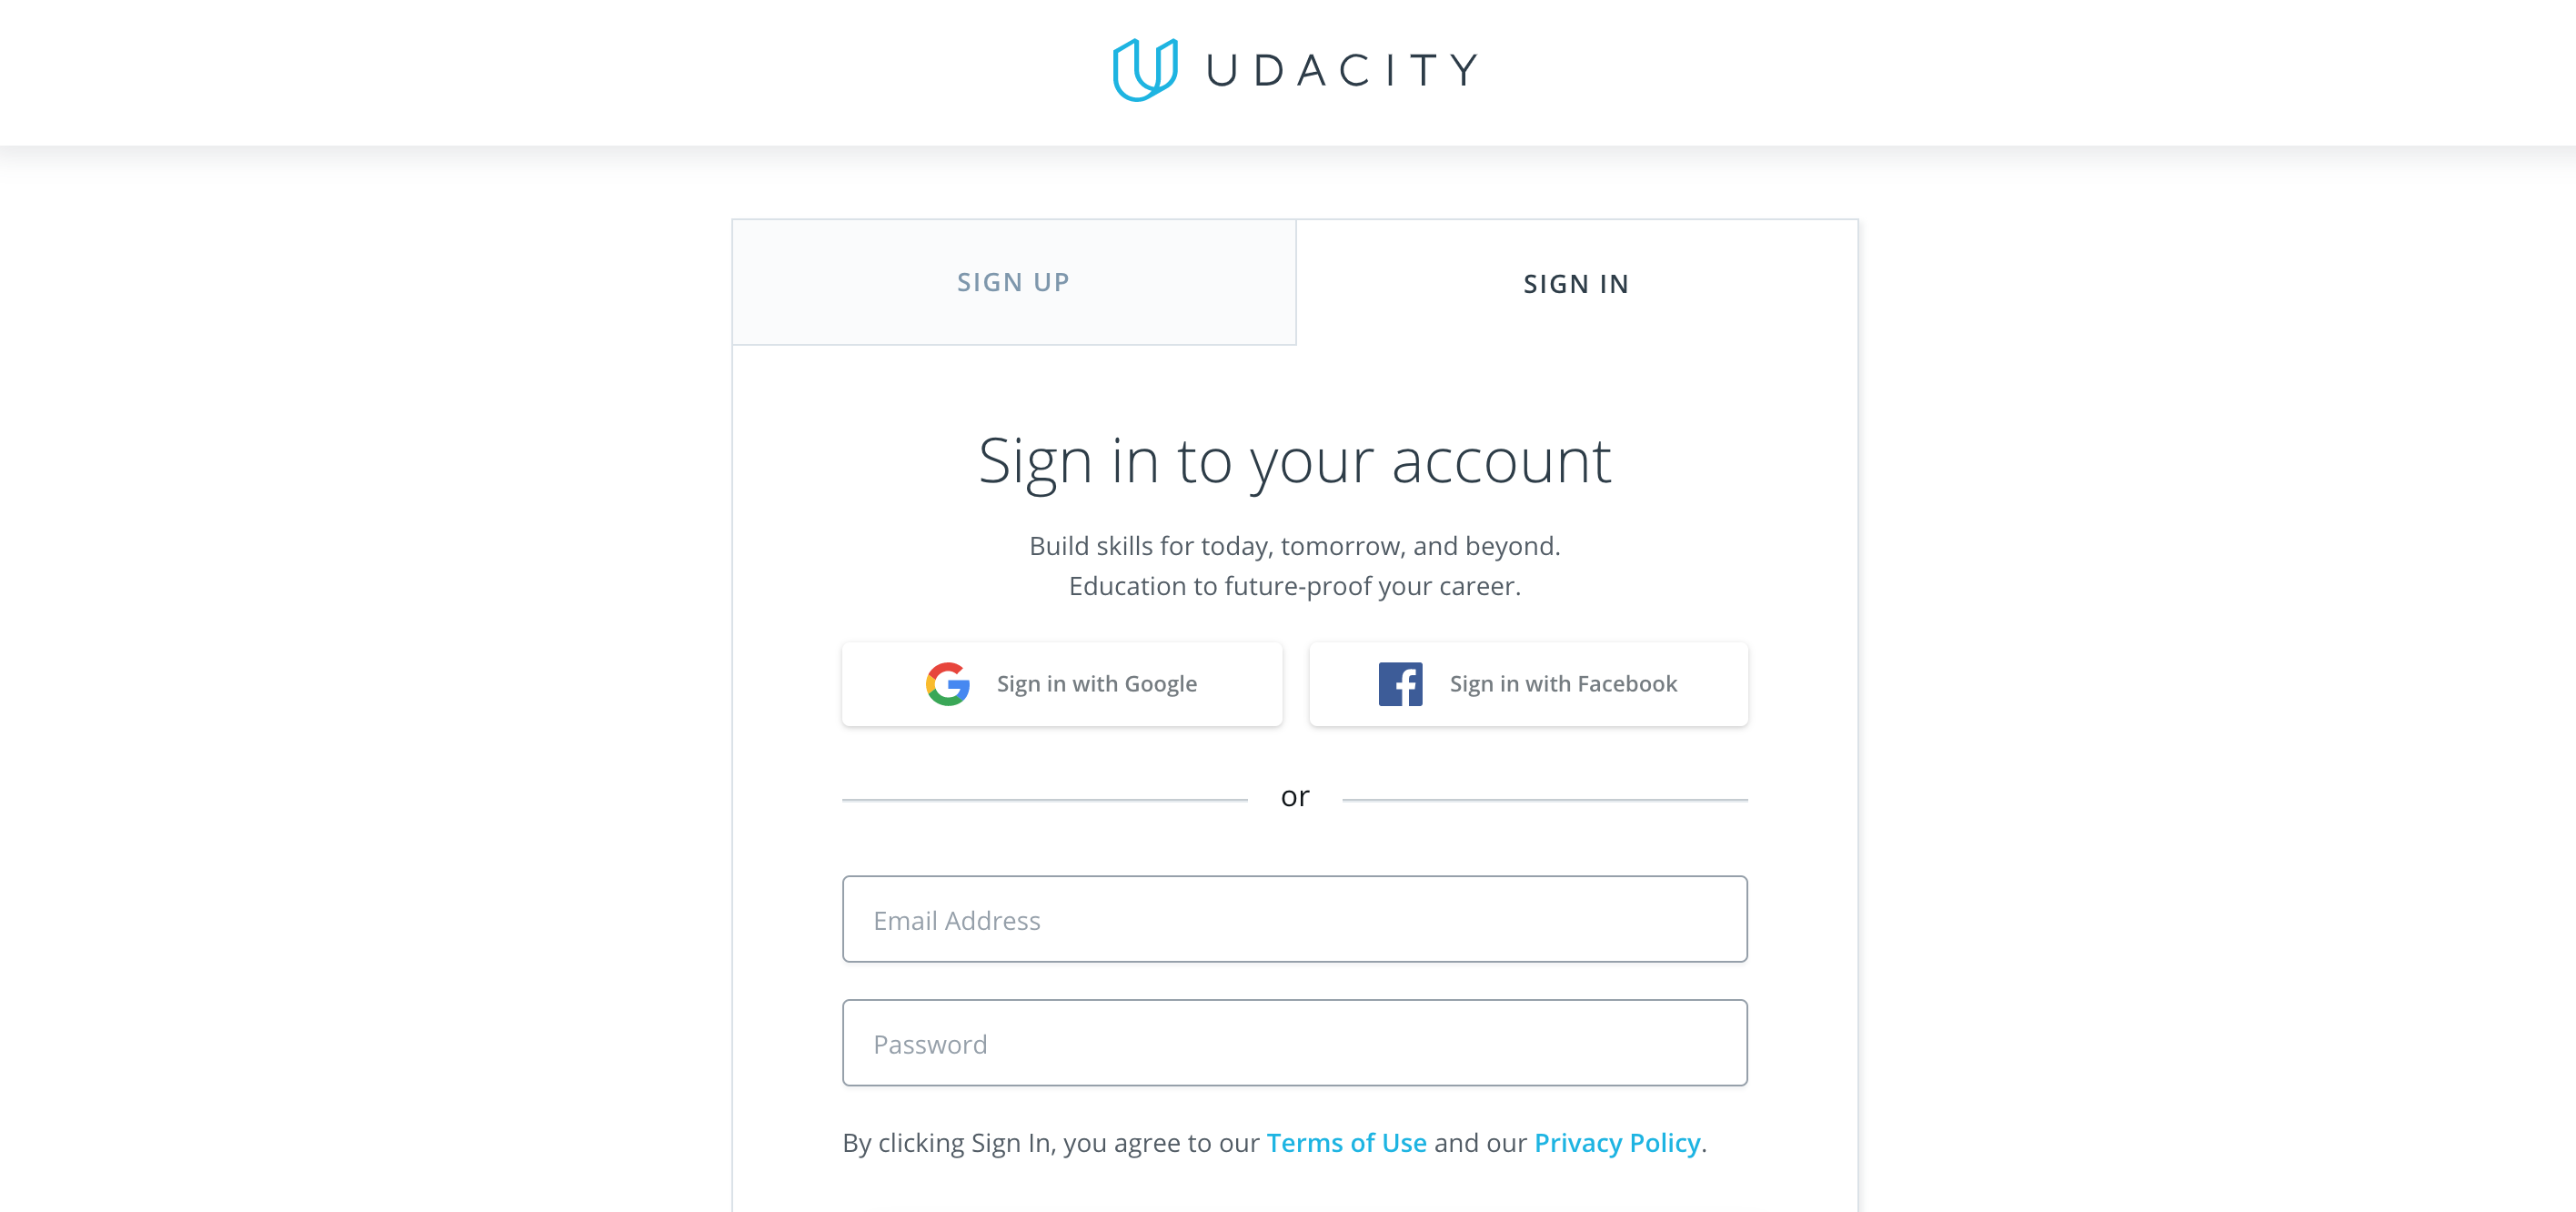 UDACITY
SIGN UP
SIGN IN
Sign in to your account
Build skills for today, tomorrow, and beyond.
Education to future-proof your career.
Sign in with Google
Sign in with Facebook
or
Email Address
Password
By clicking Sign In, you agree to our Terms of Use and our Privacy Policy.